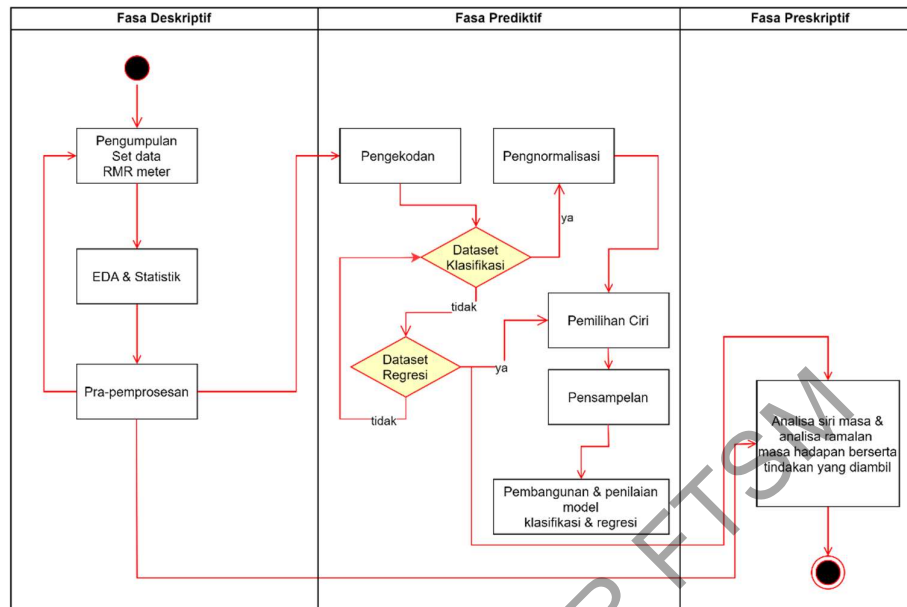 Fasa Deskriptif
Fasa Prediktif
Fasa Preskriptif
Pengumpulan
Set data
RMR meter
EDA & Statistik
Pra-pemprosesan
Pengekodan
Pengnormalisasi
ya
Dataset
Klasifikasi
tidak
Dataset
Regresi
ya
tidak
Pemilihan Ciri
Pensampelan
Pembangunan & penilaian
model
klasifikasi & regresi
Analisa siri masa &
analisa ramalan
masa hadapan berserta
tindakan yang diambil
FTSM